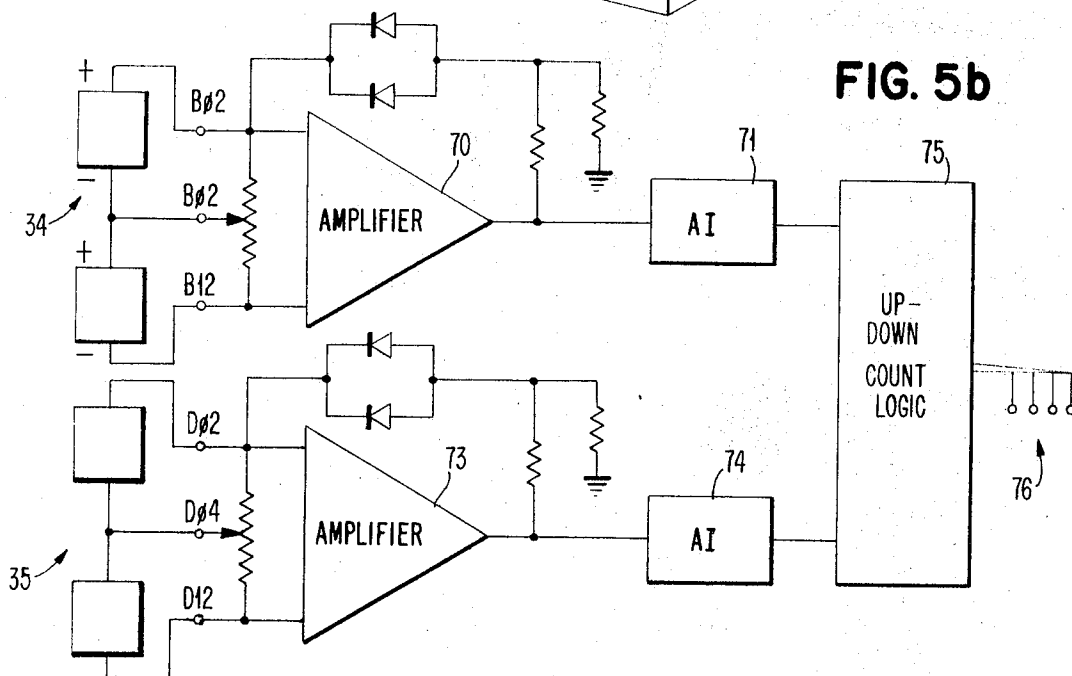 FIG. 5b
+
BØ2
70
71
75
34
−
BØ2
AMPLIFIER
AI
+
B12
UP-
DOWN
COUNT
LOGIC
−
DØ2
73
74
76
DØ4
AMPLIFIER
AI
35
D12